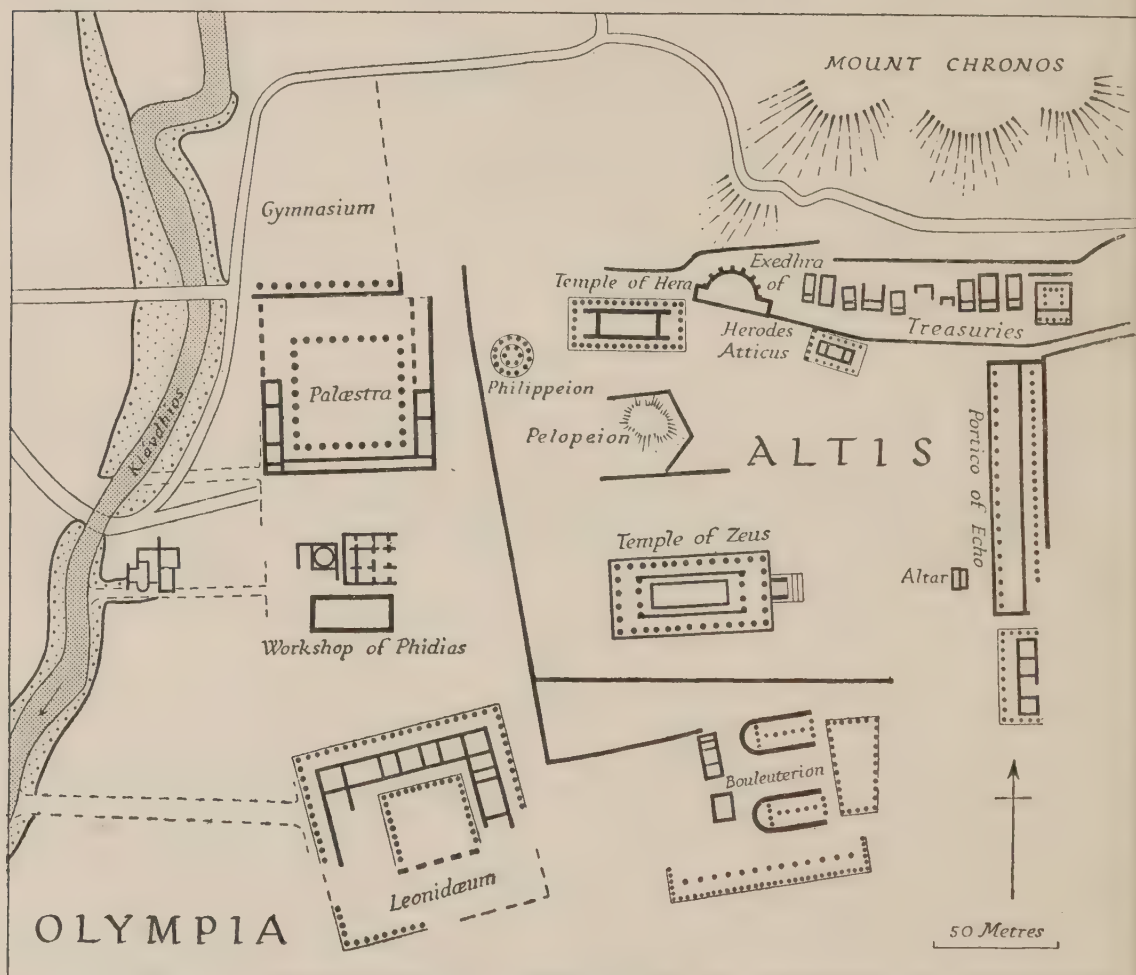 MOUNT CHRONOS
Gymnasium
Exedhra
of
Temple of Hera
Treasuries
Herodes
Atticus
Philippeion
Palæstra
Klavdhios
Pelopeion
ALTIS
Portico of Echo
Temple of Zeus
Altar
Workshop of Phidias
Bouleuterion
Leonidæum
OLYMPIA
50 Metres